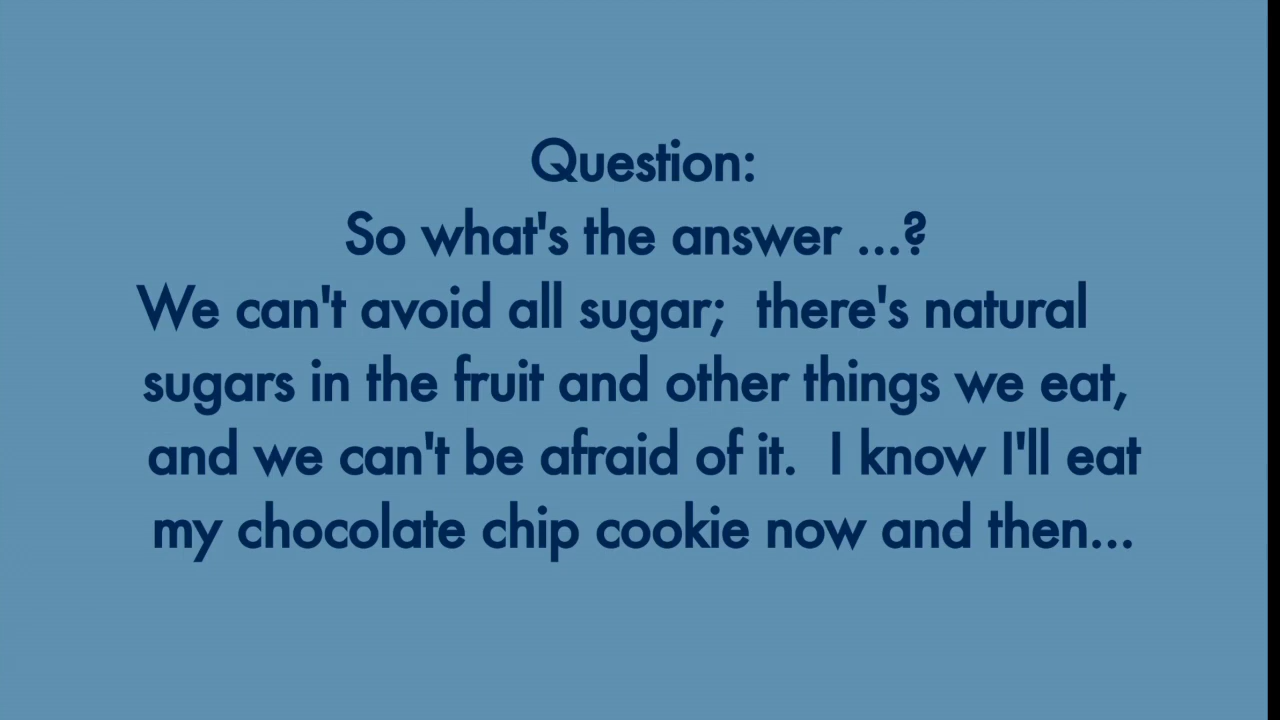 Question:
So what's the answer ...?
We can't avoid all sugar;  there's natural
sugars in the fruit and other things we eat,
and we can't be afraid of it.  I know I'll eat
my chocolate chip cookie now and then...